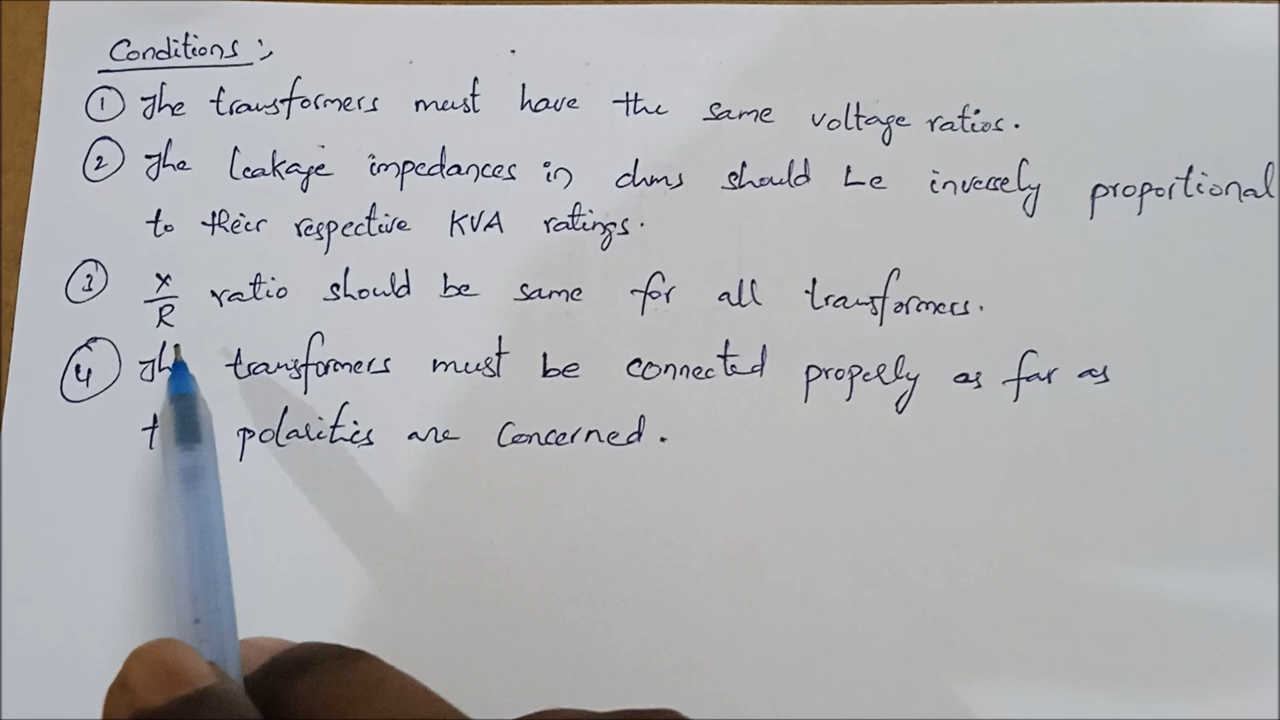 Conditions :,
① The transformers must have the same voltage ratios.
② The leakage impedances in ohms should be inversely proportional
to their respective KVA ratings.
③ X/R ratio should be same for all transformers.
④ The transformers must be connected properly as far as
polarities are concerned.